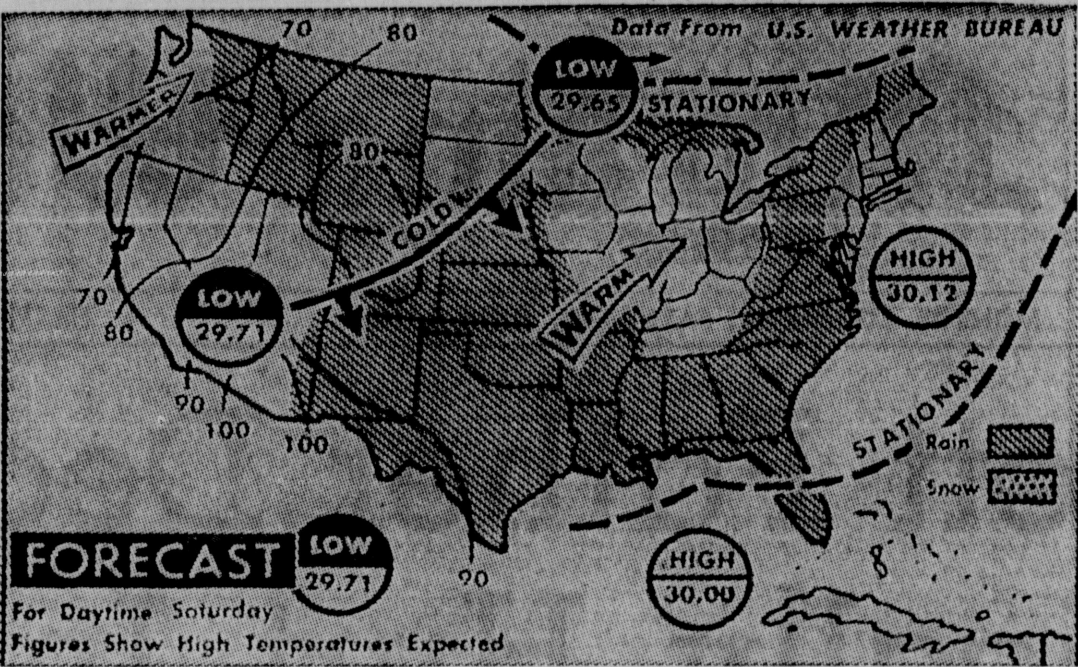 Data From U.S. WEATHER BUREAU
70
80
LOW
29.65
STATIONARY
WARMER
80
COLD
WARM
HIGH
30.12
70
80
LOW
29.71
90
100
100
STATIONARY
Rain
Snow
FORECAST
LOW
29.71
90
HIGH
30.00
For Daytime Saturday
Figures Show High Temperatures Expected